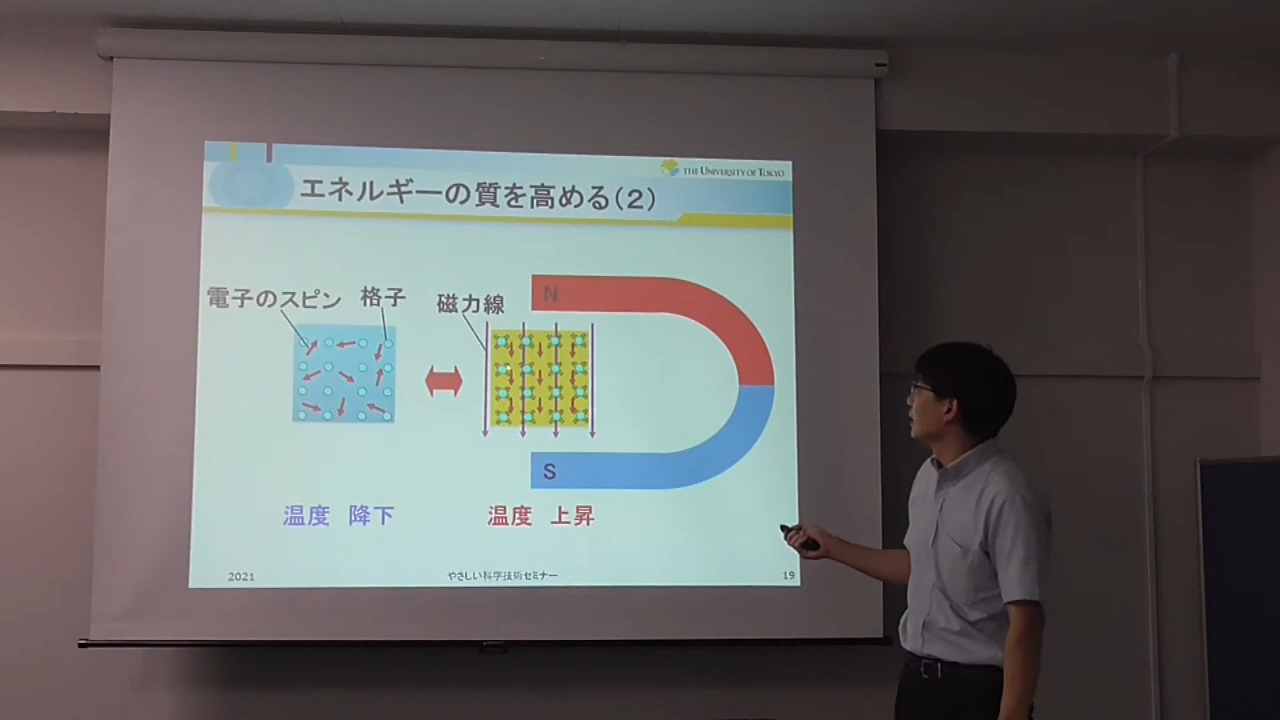 THE UNIVERSITY OF TOKYO
エネルギーの質を高める(2)
電子のスピン
格子
磁力線
N
S
温度 降下
温度 上昇
2021
やさしい科学技術セミナー
19